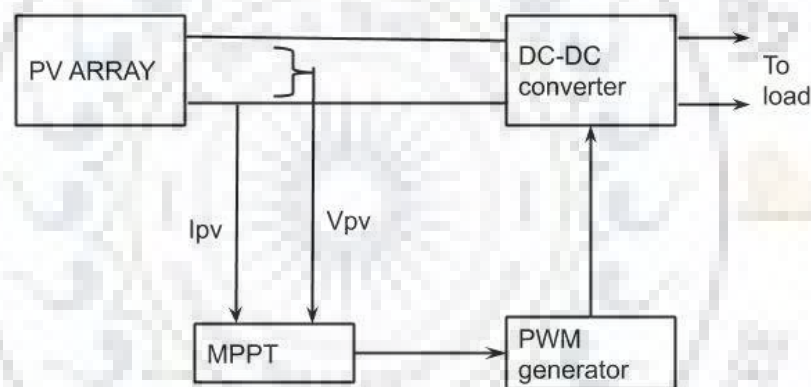 PV ARRAY
DC-DC
converter
To
load
Ipv
Vpv
MPPT
PWM
generator